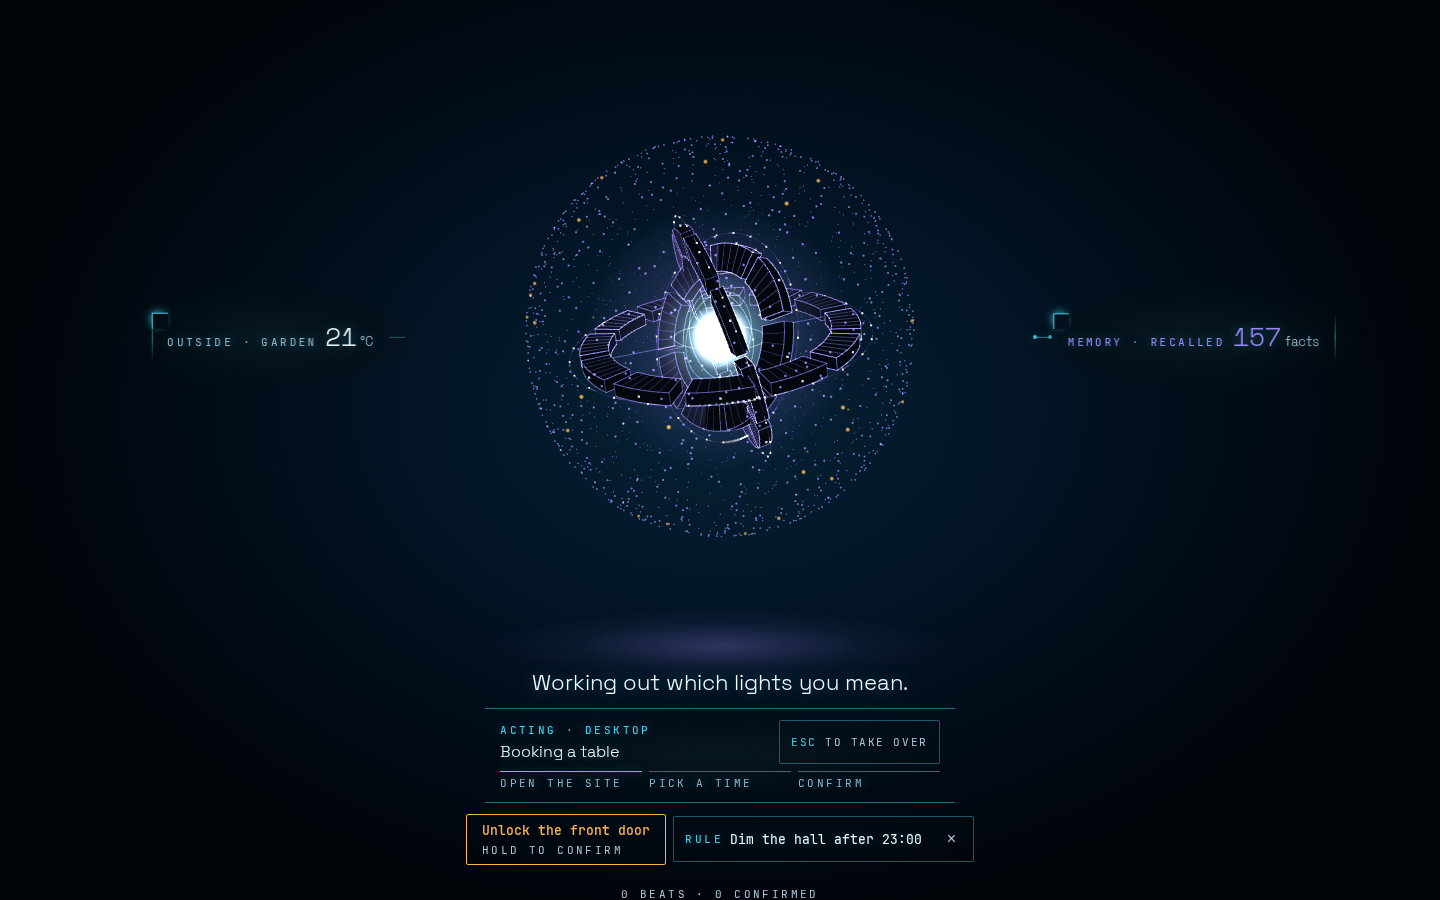 OUTSIDE · GARDEN 21 °C
MEMORY · RECALLED 157 facts
Working out which lights you mean.
ACTING · DESKTOP
Booking a table
ESC TO TAKE OVER
OPEN THE SITE PICK A TIME CONFIRM
Unlock the front door
HOLD TO CONFIRM
RULE Dim the hall after 23:00 ×
0 BEATS · 0 CONFIRMED